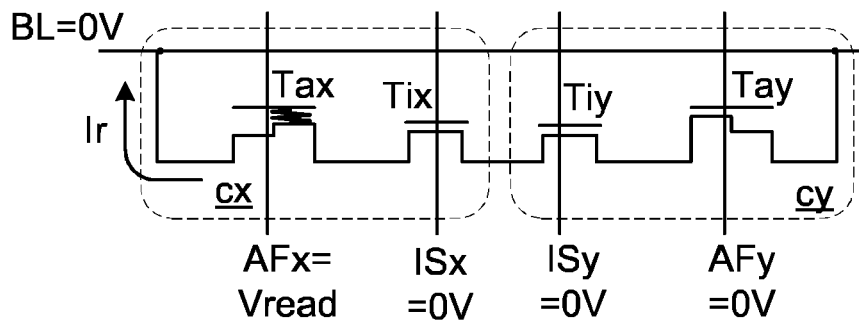 BL=0V
Tax Tix Tiy Tay
Ir
cx cy
AFx= ISx ISy AFy
Vread =0V =0V =0V